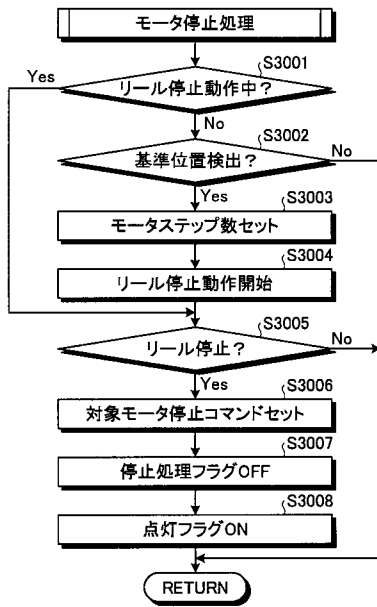 モータ停止処理
S3001
Yes
リール停止動作中?
No
S3002
基準位置検出?
No
Yes
S3003
モータステップ数セット
S3004
リール停止動作開始
S3005
リール停止?
No
Yes
S3006
対象モータ停止コマンドセット
S3007
停止処理フラグOFF
S3008
点灯フラグON
RETURN